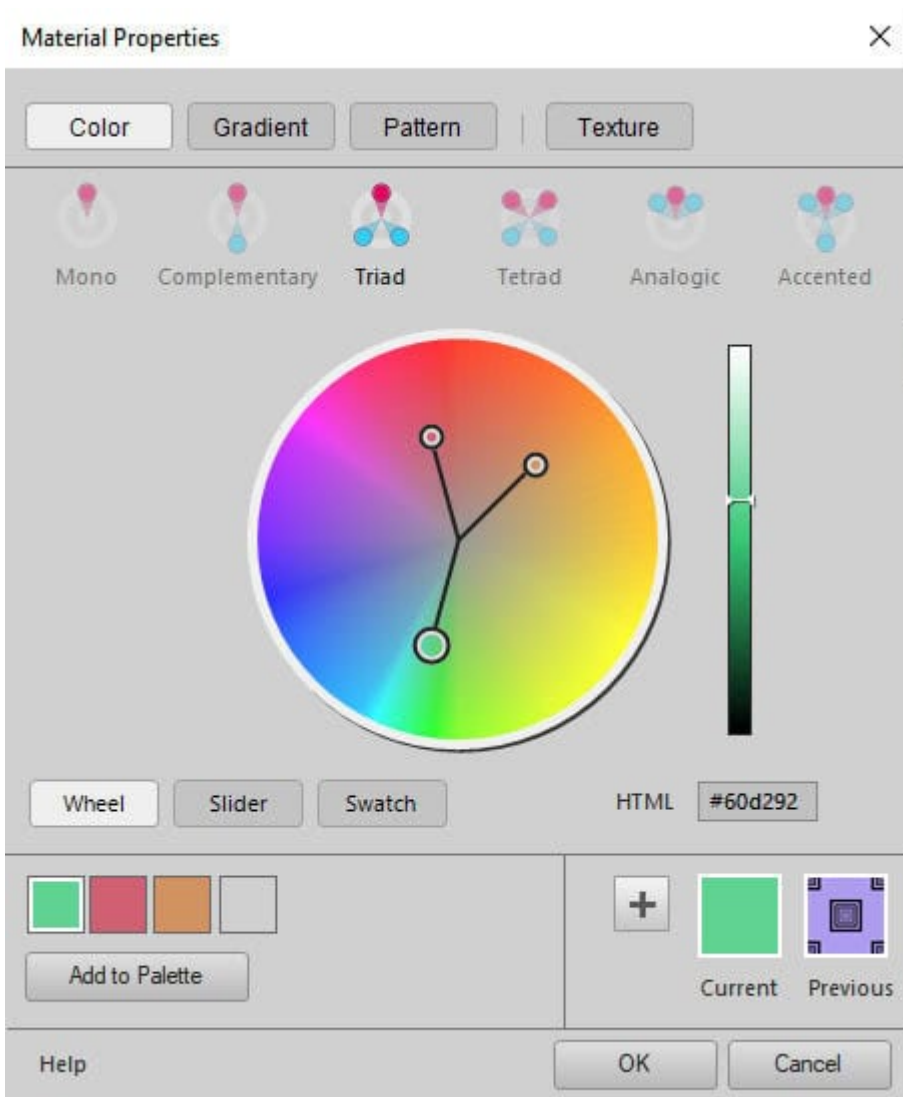 Material Properties
Color Gradient Pattern Texture
Mono Complementary Triad Tetrad Analogic Accented
Wheel Slider Swatch HTML #60d292
Add to Palette
Current Previous
Help OK Cancel